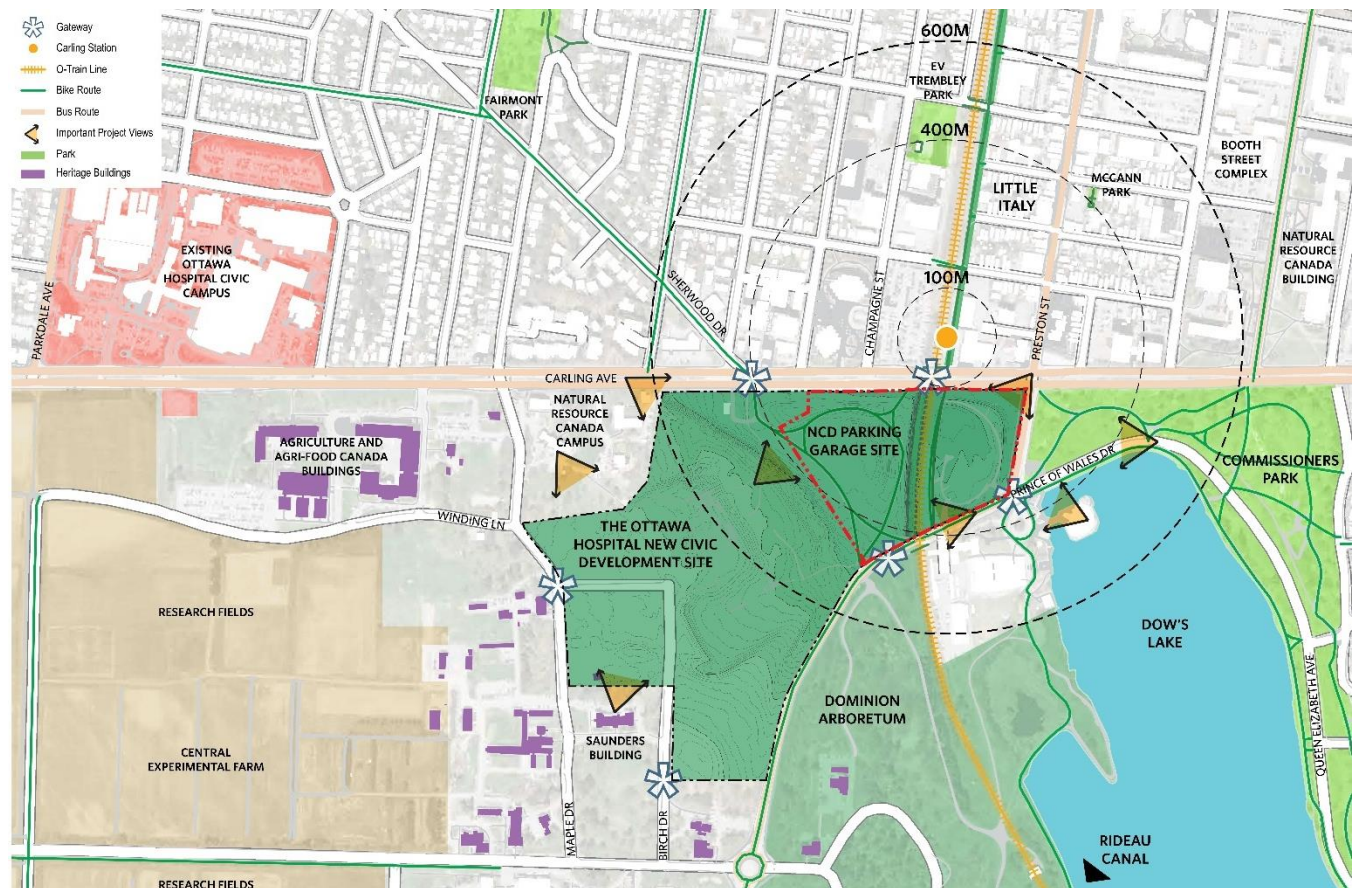 Gateway
Carling Station
O-Train Line
Bike Route
Bus Route
Important Project Views
Park
Heritage Buildings
600M
EV
TREMBLEY
PARK
FAIRMONT
PARK
400M
BOOTH
STREET
COMPLEX
LITTLE
ITALY
MCCANN
PARK
EXISTING
OTTAWA
HOSPITAL CIVIC
CAMPUS
NATURAL
RESOURCE
CANADA
BUILDING
PARKDALE AVE
SHERWOOD DR
CHAMPAGNE ST
100M
PRESTON ST
CARLING AVE
NATURAL
RESOURCE
CANADA
CAMPUS
AGRICULTURE AND
AGRI-FOOD CANADA
BUILDINGS
NCD PARKING
GARAGE SITE
PRINCE OF WALES DR
COMMISSIONERS
PARK
WINDING LN
THE OTTAWA
HOSPITAL NEW CIVIC
DEVELOPMENT SITE
RESEARCH FIELDS
DOW'S
LAKE
DOMINION
ARBORETUM
QUEEN ELIZABETH AVE
SAUNDERS
BUILDING
CENTRAL
EXPERIMENTAL FARM
MAPLE DR
BIRCH DR
RIDEAU
CANAL
RESEARCH FIELDS